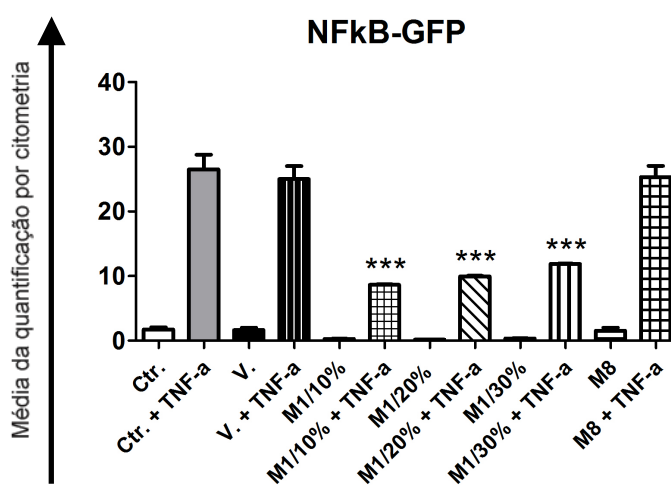 NFkB-GFP
Média da quantificação por citometria
40
30
20
10
0
***
***
***
Ctr.
Ctr. + TNF-a
V.
V. + TNF-a
M1/10%
M1/10% + TNF-a
M1/20%
M1/20% + TNF-a
M1/30%
M1/30% + TNF-a
M8
M8 + TNF-a